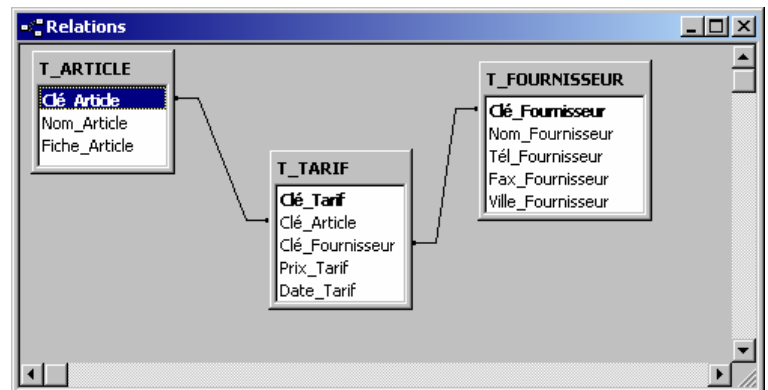 Relations
T_ARTICLE
Clé_Article
Nom_Article
Fiche_Article
T_TARIF
Clé_Tarif
Clé_Article
Clé_Fournisseur
Prix_Tarif
Date_Tarif
T_FOURNISSEUR
Clé_Fournisseur
Nom_Fournisseur
Tél_Fournisseur
Fax_Fournisseur
Ville_Fournisseur